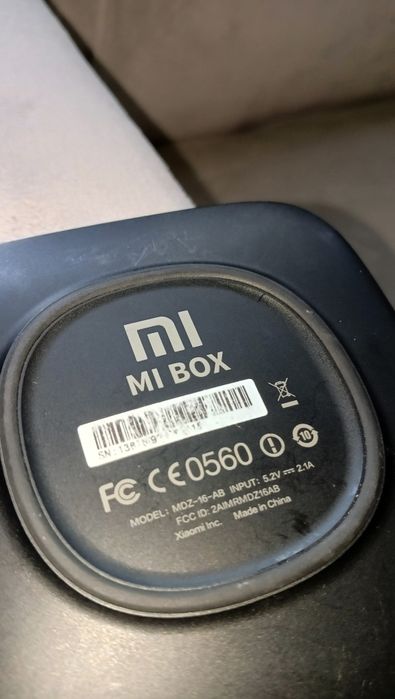 MI
MI BOX
FC CE0560
MODEL: MDZ-16-AB INPUT: 5.2V⎓2.1A
FCC ID: 2AIMRMDZ16AB
Xiaomi Inc. Made in China